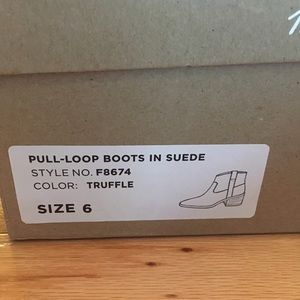 PULL-LOOP BOOTS IN SUEDE
STYLE NO. F8674
COLOR: TRUFFLE
SIZE 6